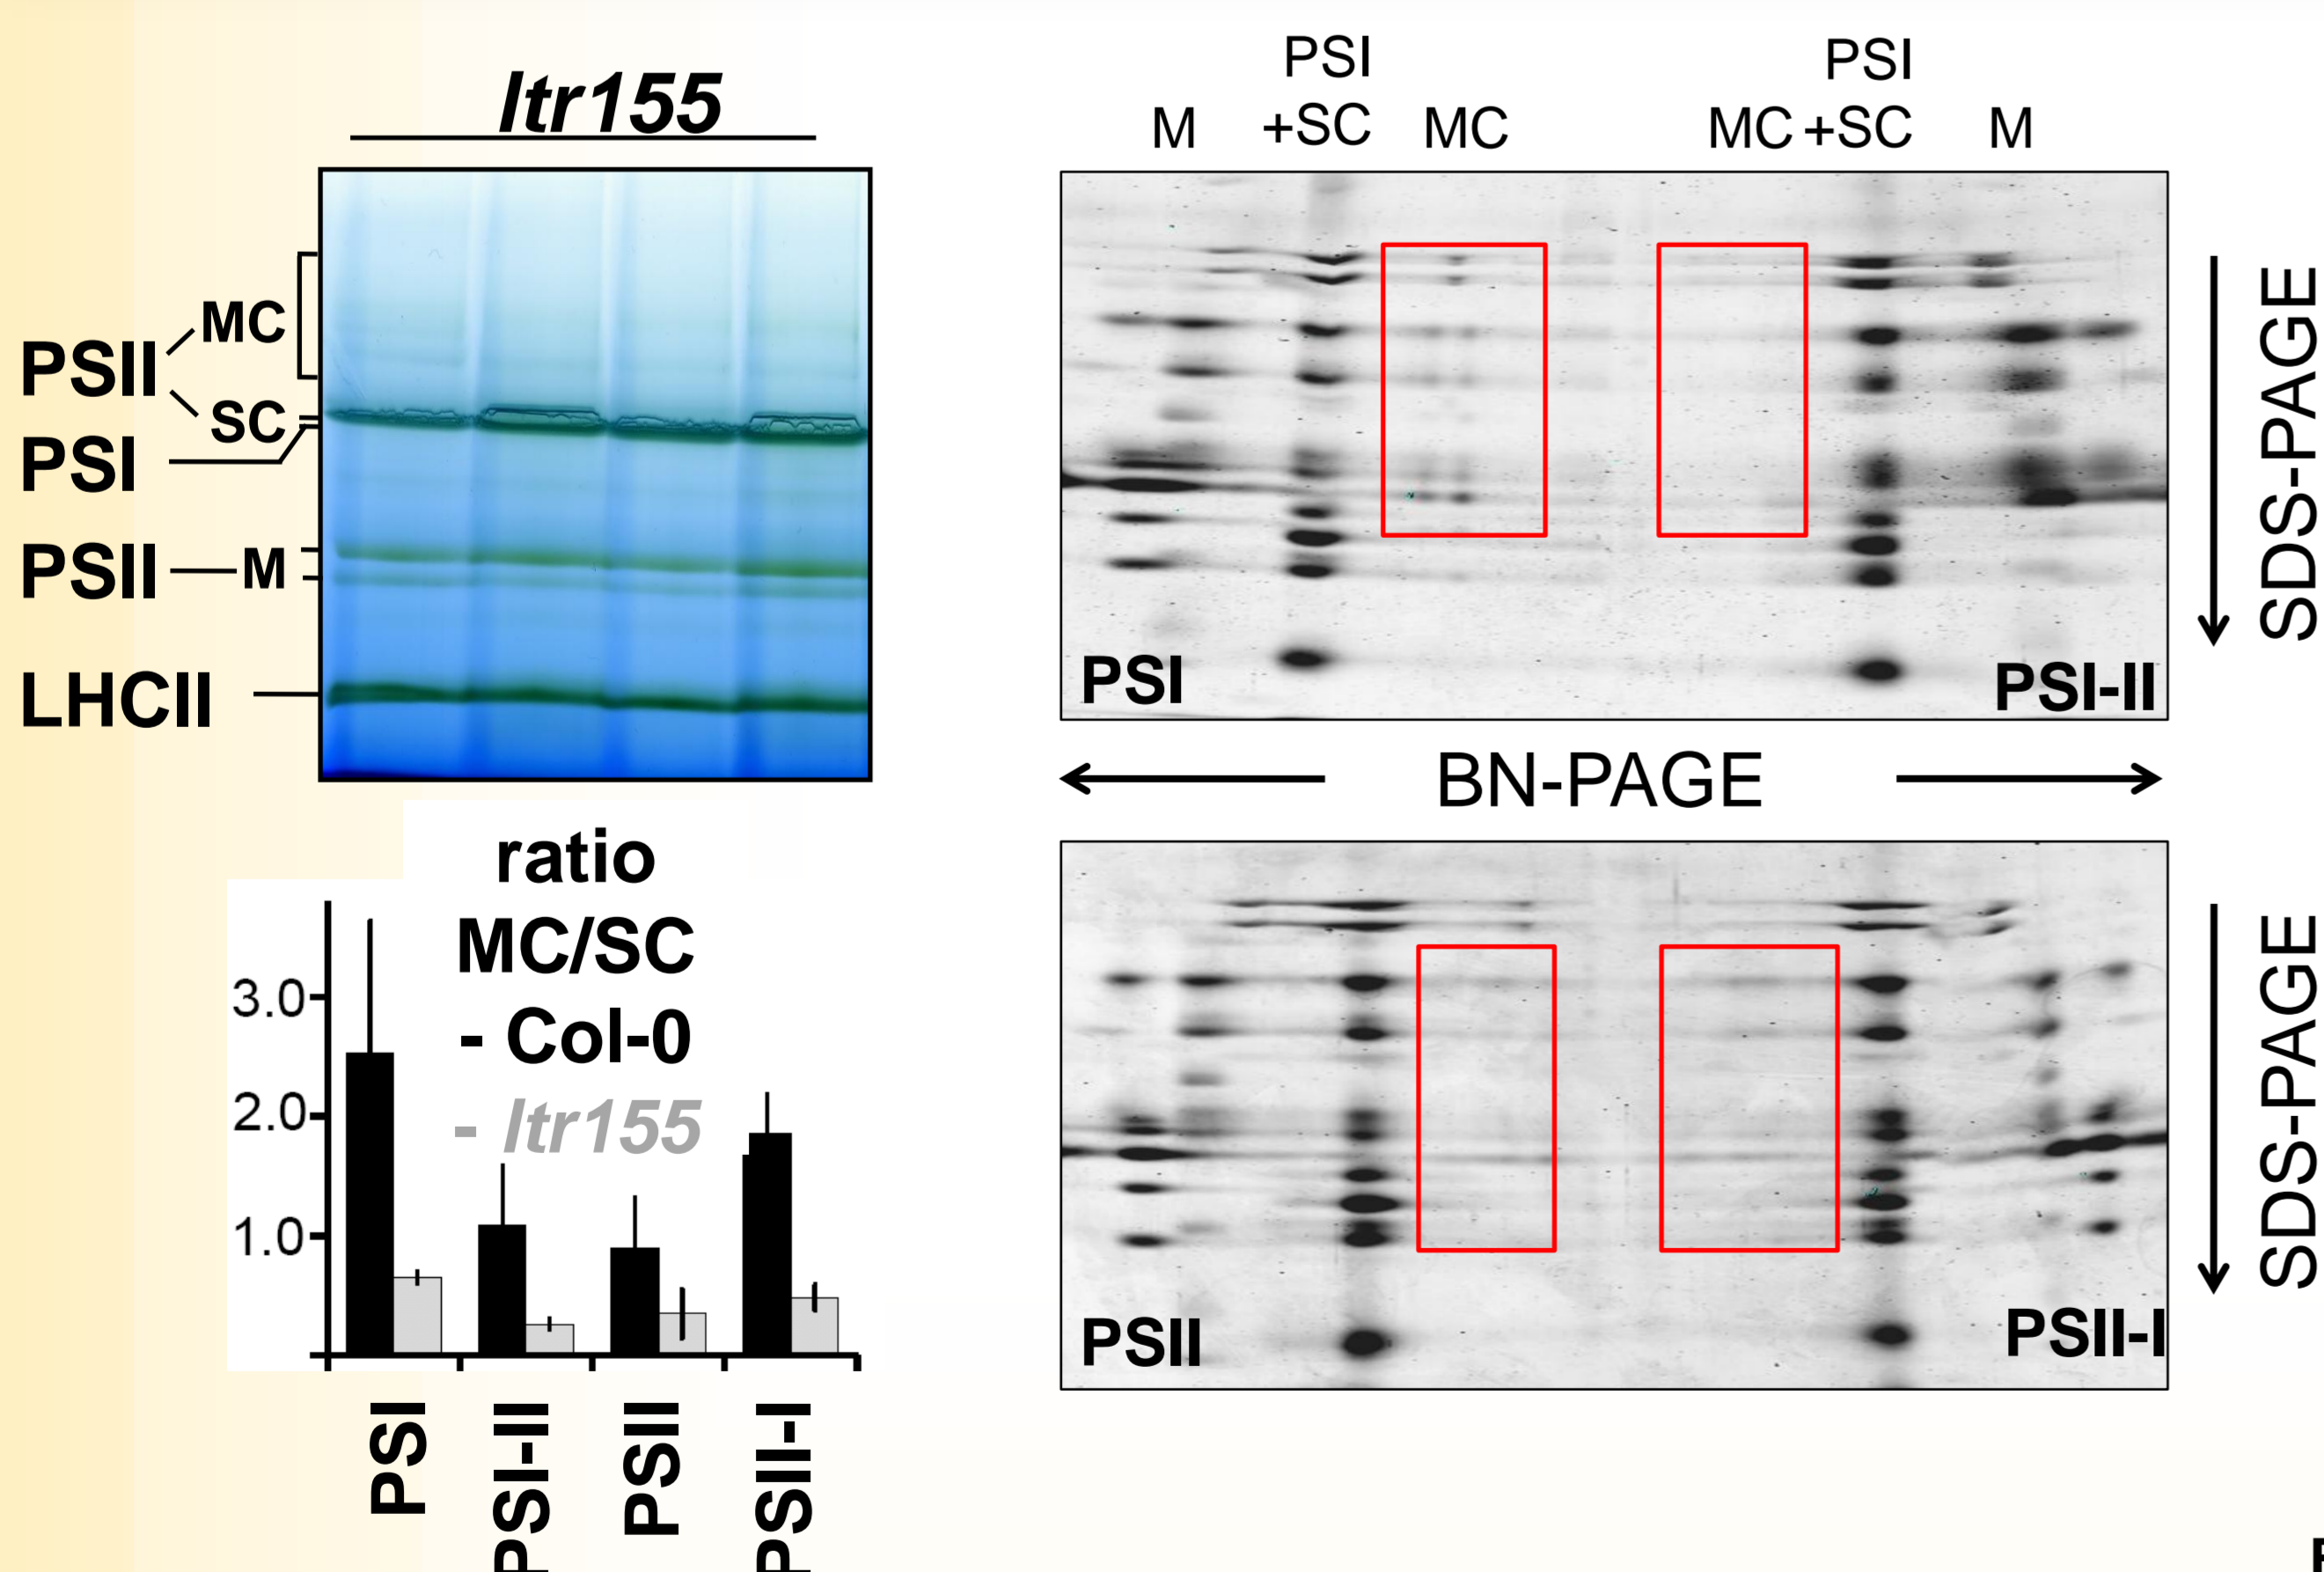 ltr155
MC
PSII
SC
PSI
PSII
M
LHCII
ratio
MC/SC
- Col-0
- ltr155
3.0
2.0
1.0
PSI
PSI-II
PSII
PSII-I
PSI PSI
M +SC MC MC +SC M
PSI PSI-II
SDS-PAGE
BN-PAGE
PSII PSII-I
SDS-PAGE